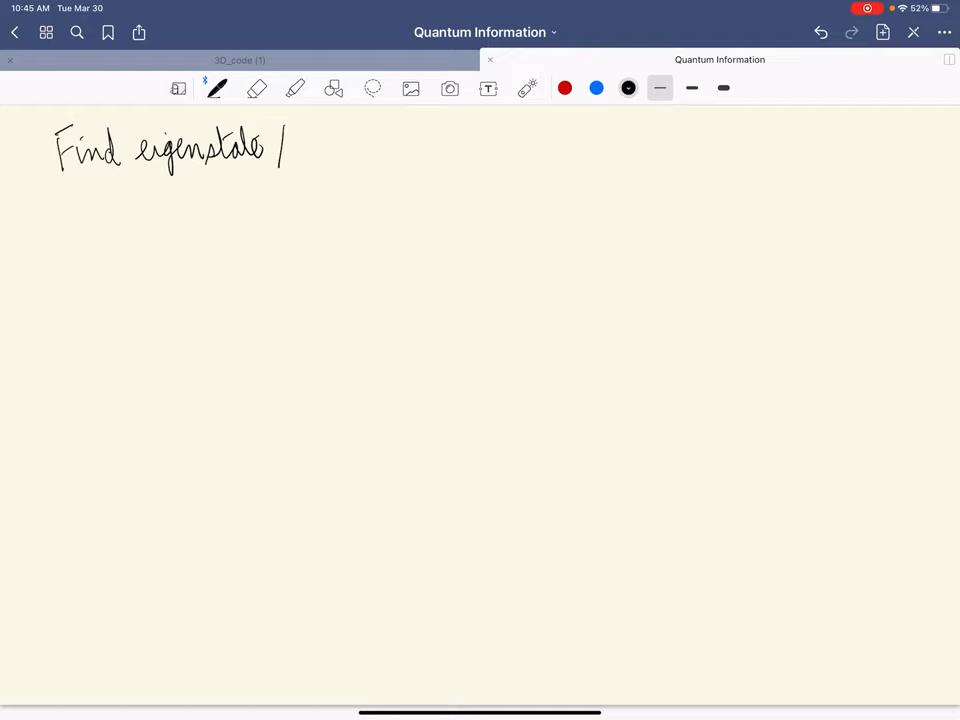 10:45 AM Tue Mar 30
52%
Quantum Information
3D_code (1)
Quantum Information
T
Find eigenstate /